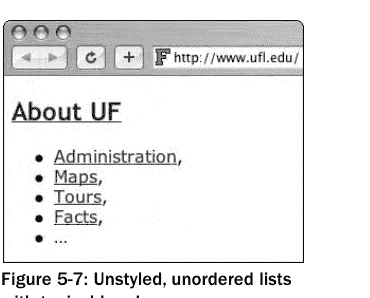 F http://www.ufl.edu/
About UF
Administration,
Maps,
Tours,
Facts,
...
Figure 5-7: Unstyled, unordered lists